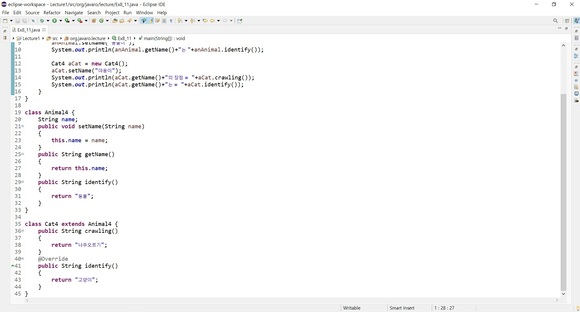 eclipse-workspace - Lecture1/src/org/javaro/lecture/Ex8_11.java - Eclipse IDE
File Edit Source Refactor Navigate Search Project Run Window Help
Ex8_11.java
Lecture1 src org.javaro.lecture Ex8_11 main(String[]) : void
10 System.out.println(anAnimal.getName()+"는 "+anAnimal.identify());
11
12 Cat4 aCat = new Cat4();
13 aCat.setName("야옹이");
14 System.out.println(aCat.getName()+"의 장점 = "+aCat.crawling());
15 System.out.println(aCat.getName()+"는 = "+aCat.identify());
16 }
17 }
18
19 class Animal4 {
20 String name;
21 public void setName(String name)
22 {
23 this.name = name;
24 }
25 public String getName()
26 {
27 return this.name;
28 }
29 public String identify()
30 {
31 return "동물";
32 }
33 }
34
35 class Cat4 extends Animal4 {
36 public String crawling()
37 {
38 return "나무오르기";
39 }
40 @Override
41 public String identify()
42 {
43 return "고양이";
44 }
45 }
Writable Smart Insert 1 : 28 : 27